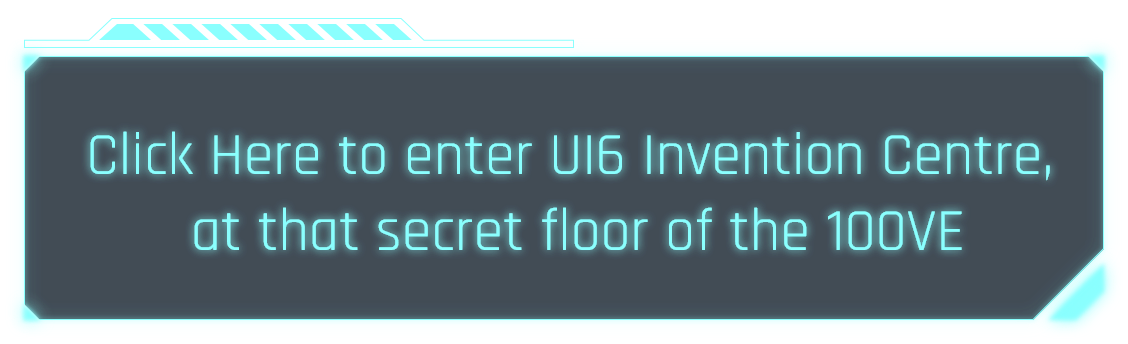 Click Here to enter UI6 Invention Centre,
at that secret floor of the 100VE